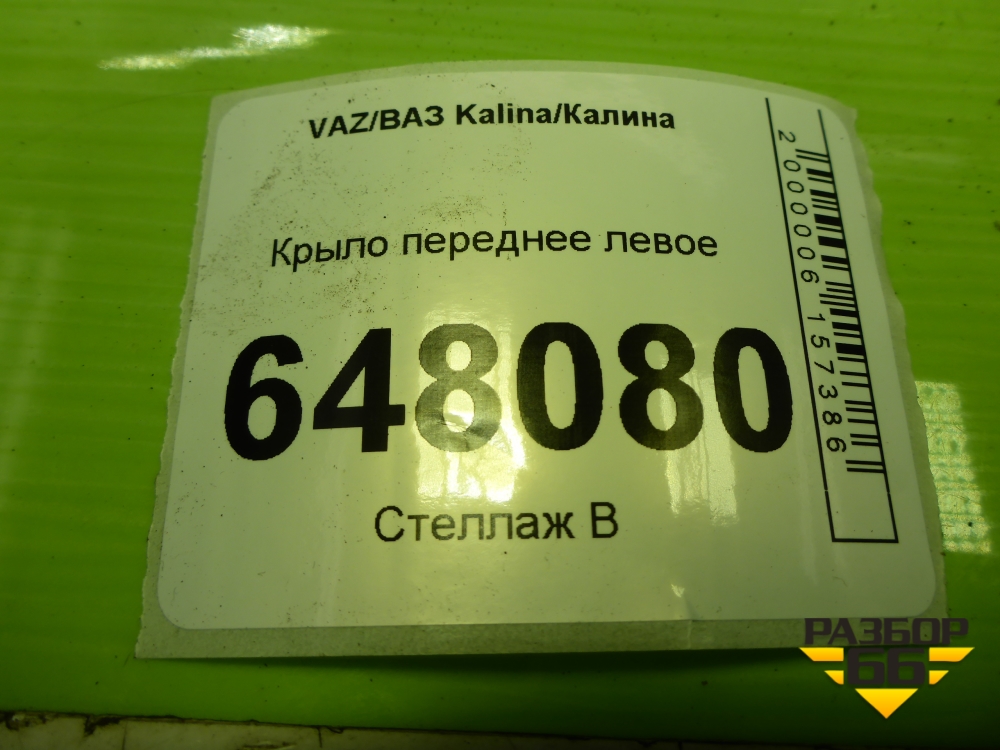 VAZ/ВАЗ Kalina/Калина
Крыло переднее левое
648080
Стеллаж В
2000006157386
РАЗБОР
66